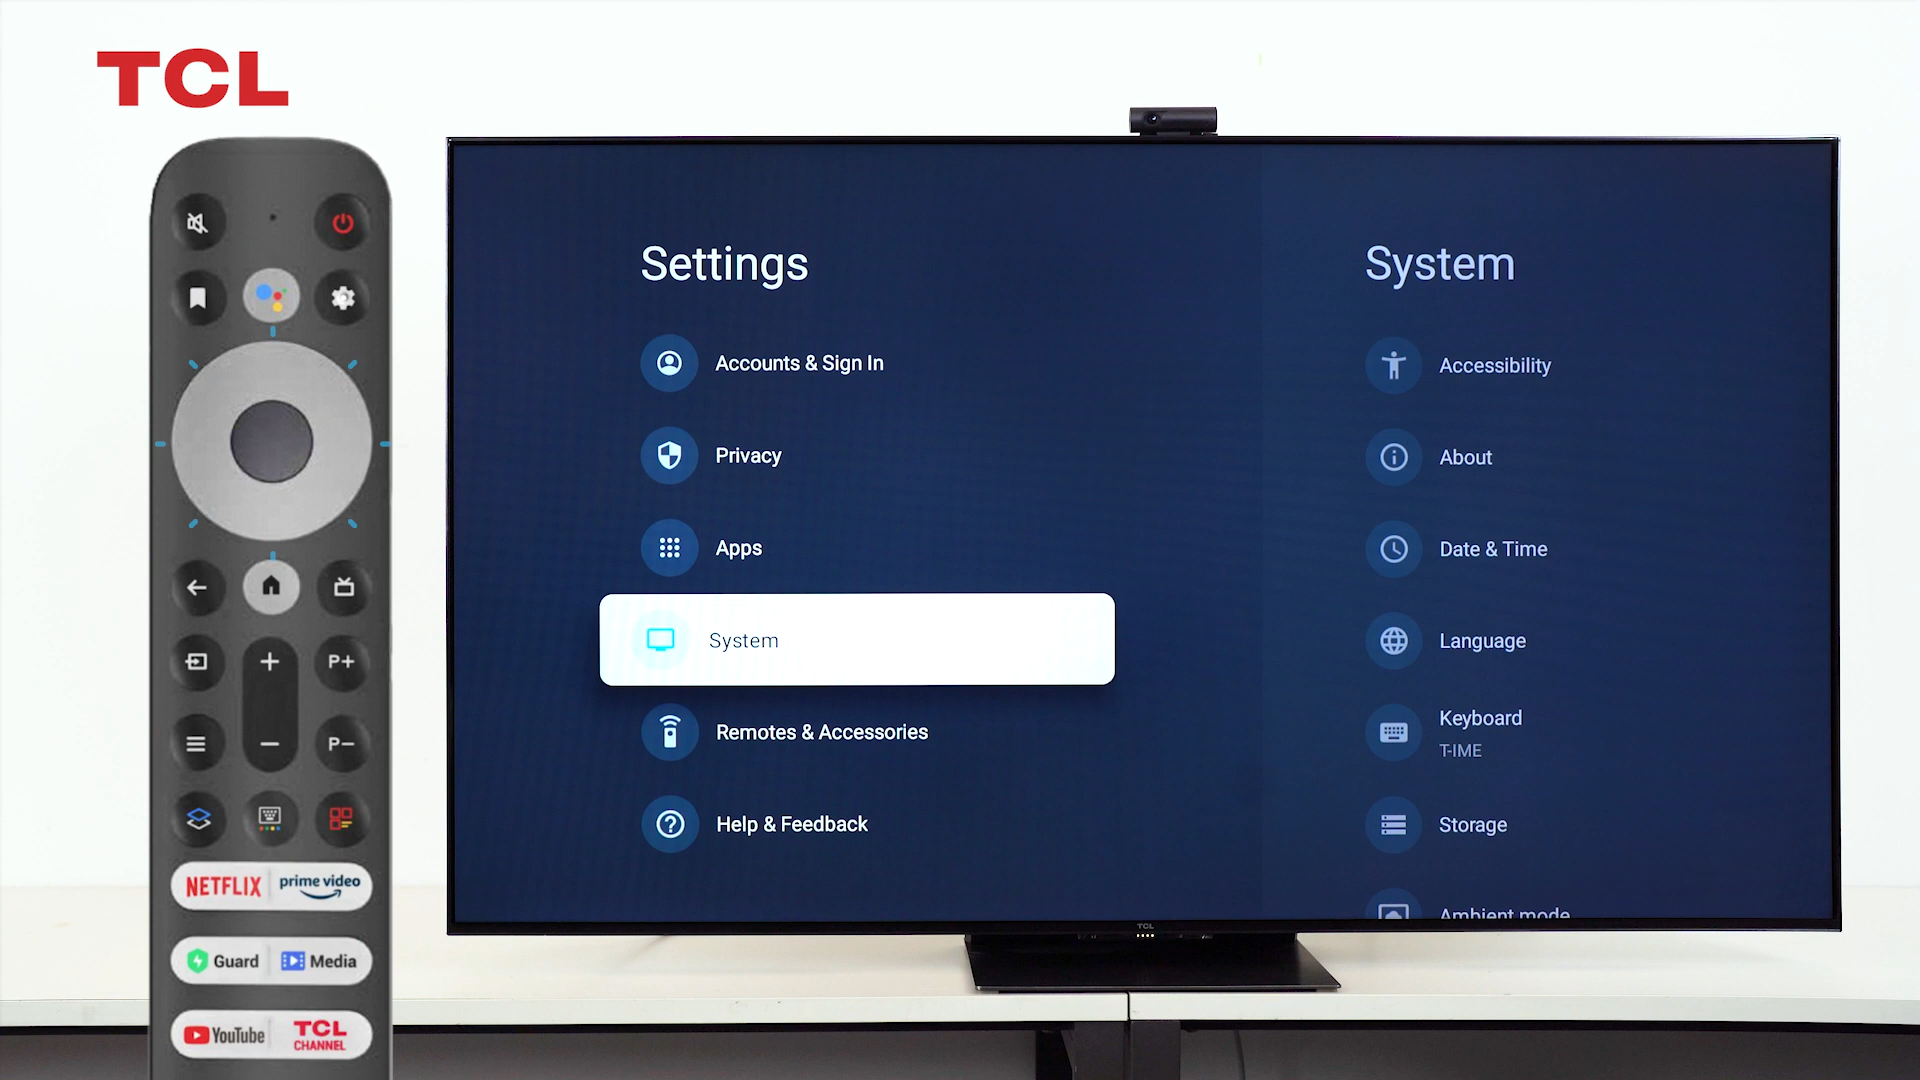 TCL
Settings
Accounts & Sign In
Privacy
Apps
System
Remotes & Accessories
Help & Feedback
System
Accessibility
About
Date & Time
Language
Keyboard
T-IME
Storage
Ambient mode
TCL
P+
P−
NETFLIX
prime video
Guard
Media
YouTube
TCL
CHANNEL